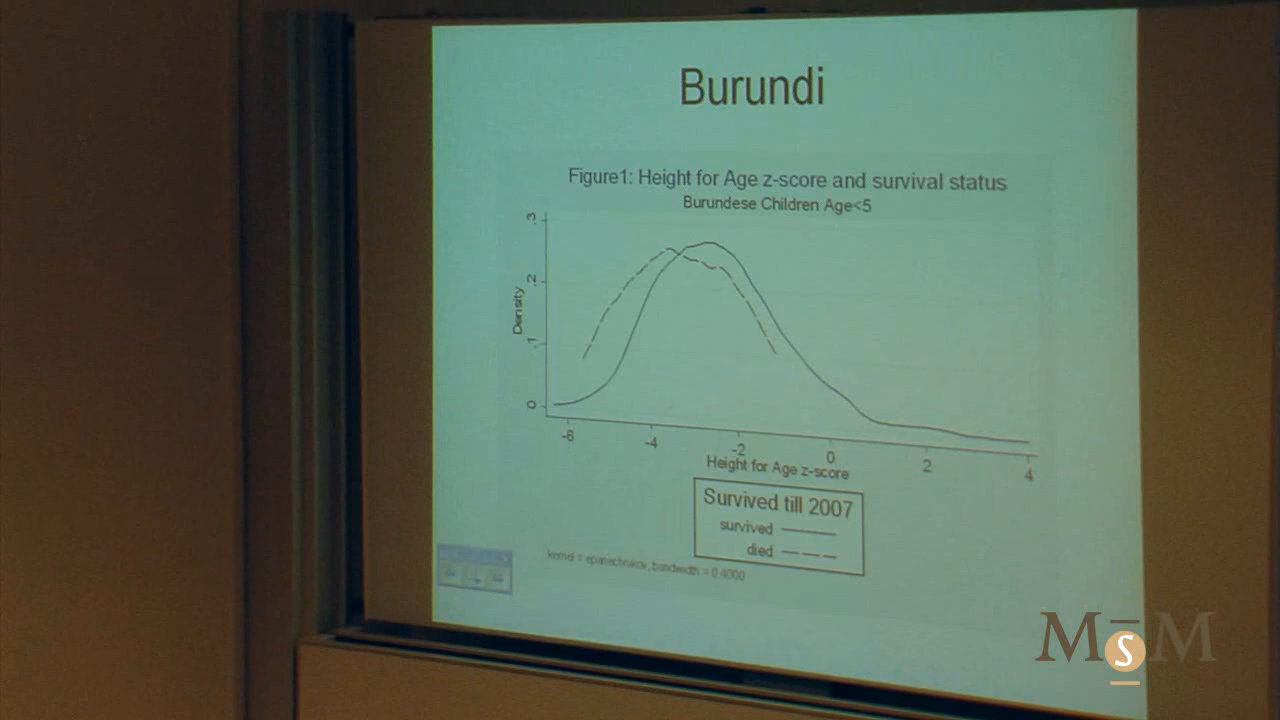 Burundi
Figure1: Height for Age z-score and survival status
Burundese Children Age<5
.3
.2
.1
0
Density
-6 -4 -2 0 2 4
Height for Age z-score
Survived till 2007
survived
died
kernel = epanechnikov, bandwidth = 0.4000
MSM